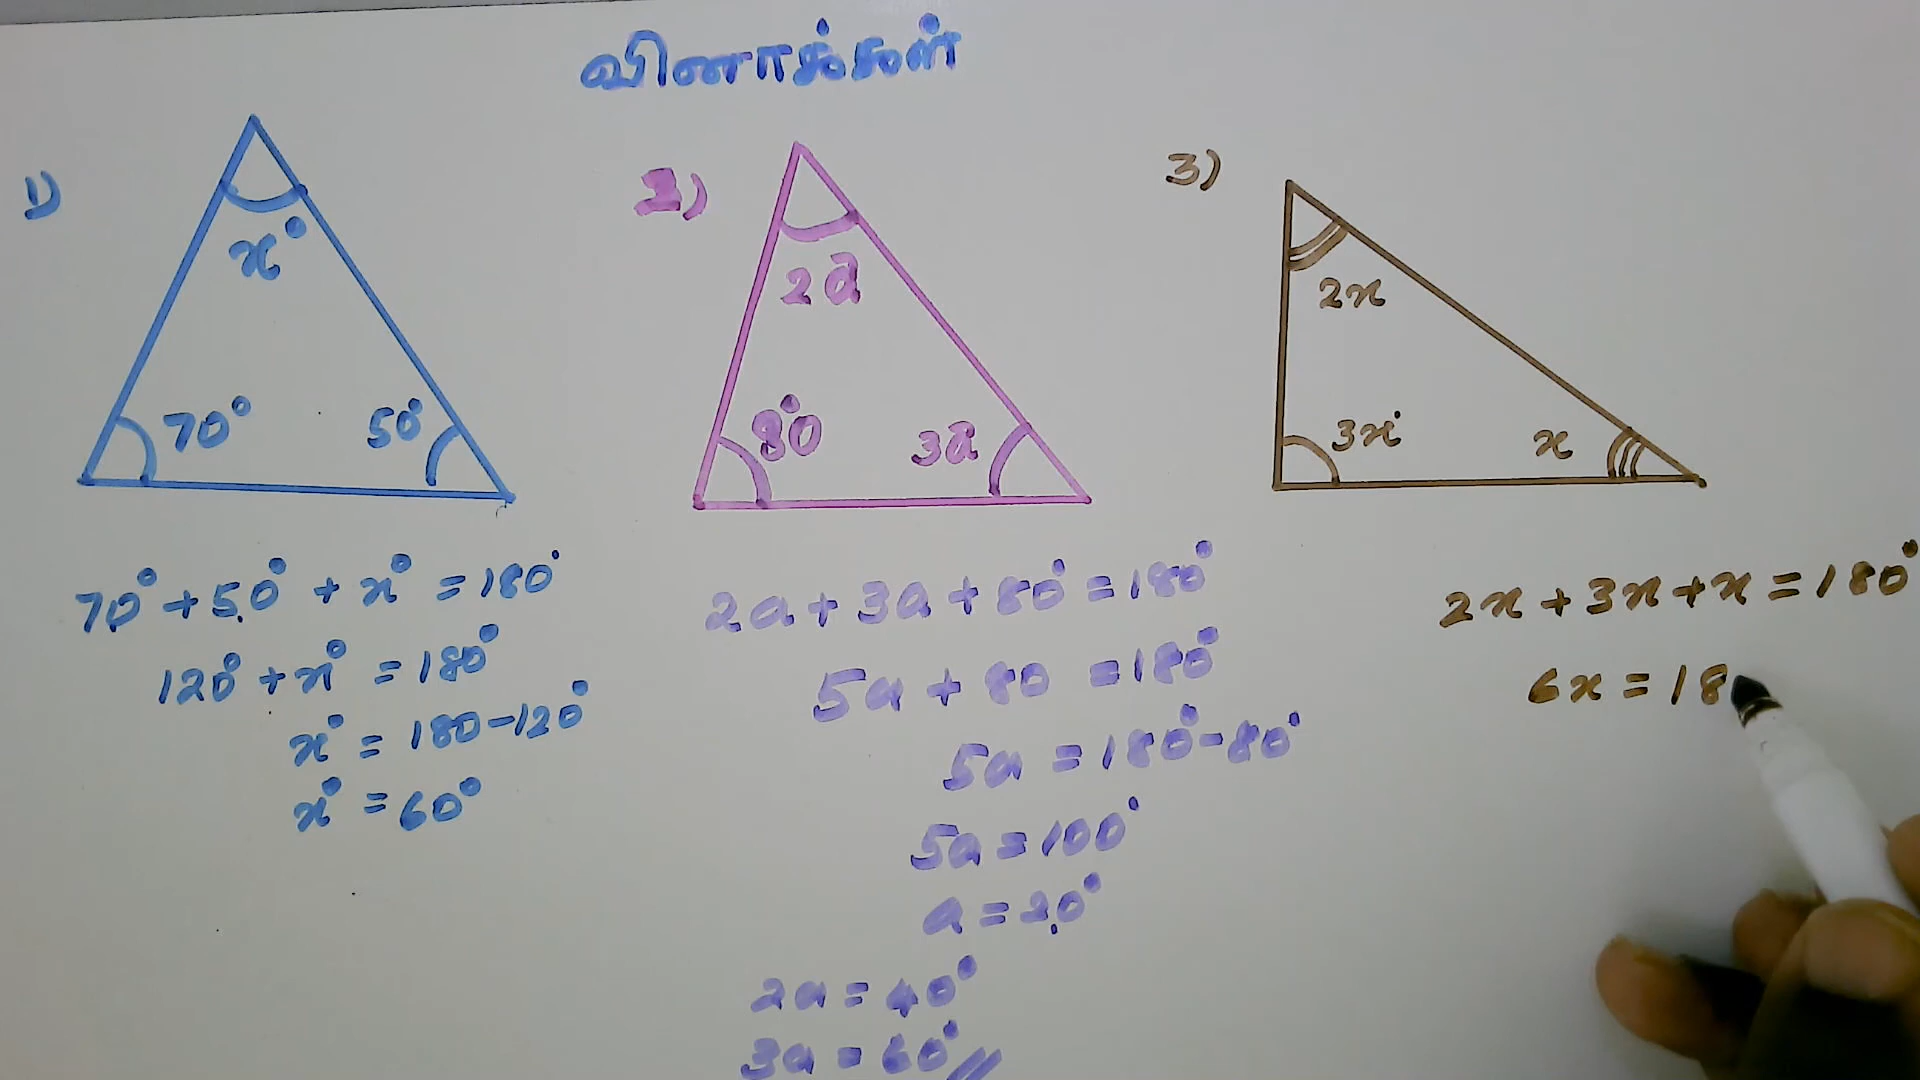 வினாக்கள்
1)
x°
70°
50°
70° + 50° + x° = 180°
120° + x° = 180°
x° = 180 - 120°
x° = 60°
2)
2a
80°
3a
2a + 3a + 80° = 180°
5a + 80 = 180°
5a = 180° - 80°
5a = 100°
a = 20°
2a = 40°
3a = 60°
3)
2x
3x°
x
2x + 3x + x = 180°
6x = 18